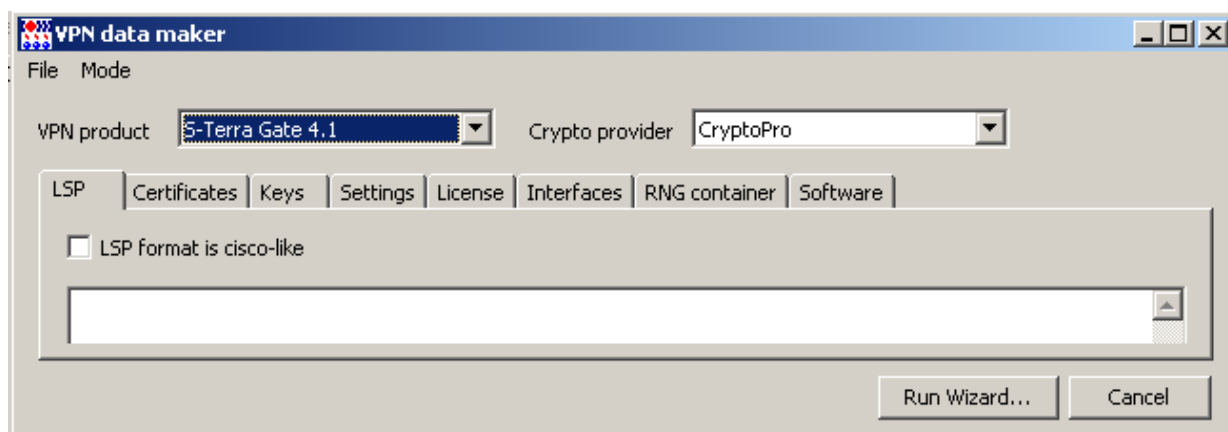 VPN data maker
File Mode
VPN product S-Terra Gate 4.1 Crypto provider CryptoPro
LSP Certificates Keys Settings License Interfaces RNG container Software
LSP format is cisco-like
Run Wizard... Cancel